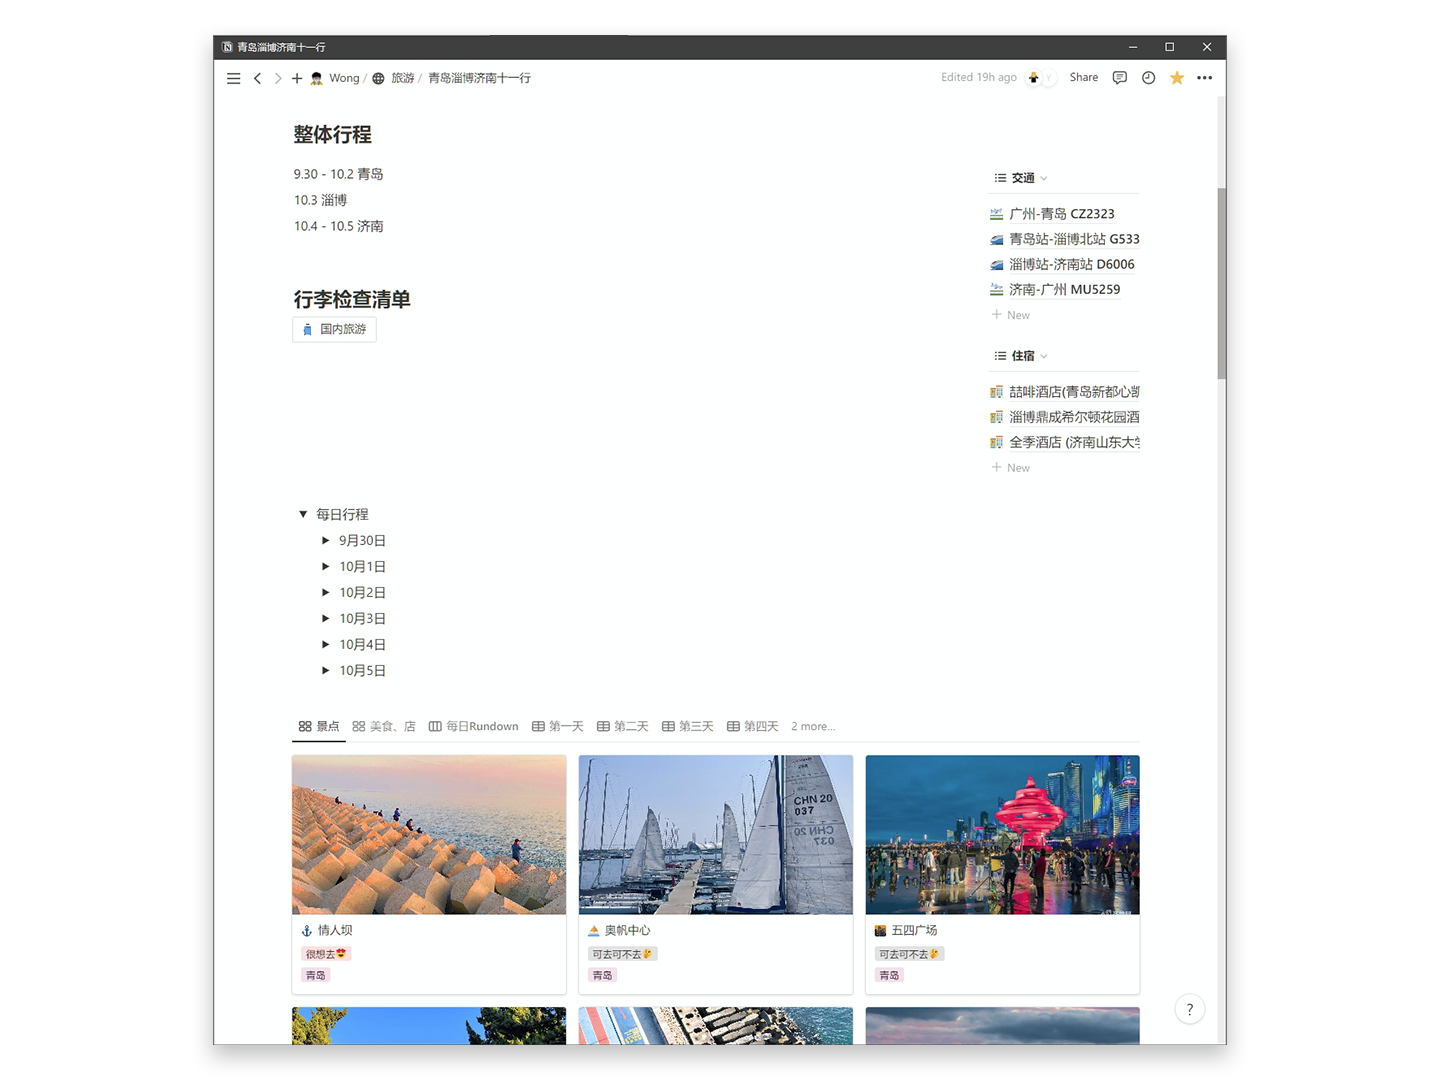 青岛淄博济南十一行
Wong / 旅游 / 青岛淄博济南十一行
Edited 19h ago
Y
Share
整体行程
9.30 - 10.2 青岛
10.3 淄博
10.4 - 10.5 济南
交通
广州-青岛 CZ2323
青岛站-淄博北站 G533
淄博站-济南站 D6006
济南-广州 MU5259
New
行李检查清单
国内旅游
住宿
喆啡酒店(青岛新都心凯
淄博鼎成希尔顿花园酒
全季酒店 (济南山东大学
New
每日行程
9月30日
10月1日
10月2日
10月3日
10月4日
10月5日
景点 美食、店 每日Rundown 第一天 第二天 第三天 第四天 2 more...
CHN 20
037
情人坝
很想去😍
青岛
奥帆中心
可去可不去
青岛
五四广场
可去可不去
青岛
?